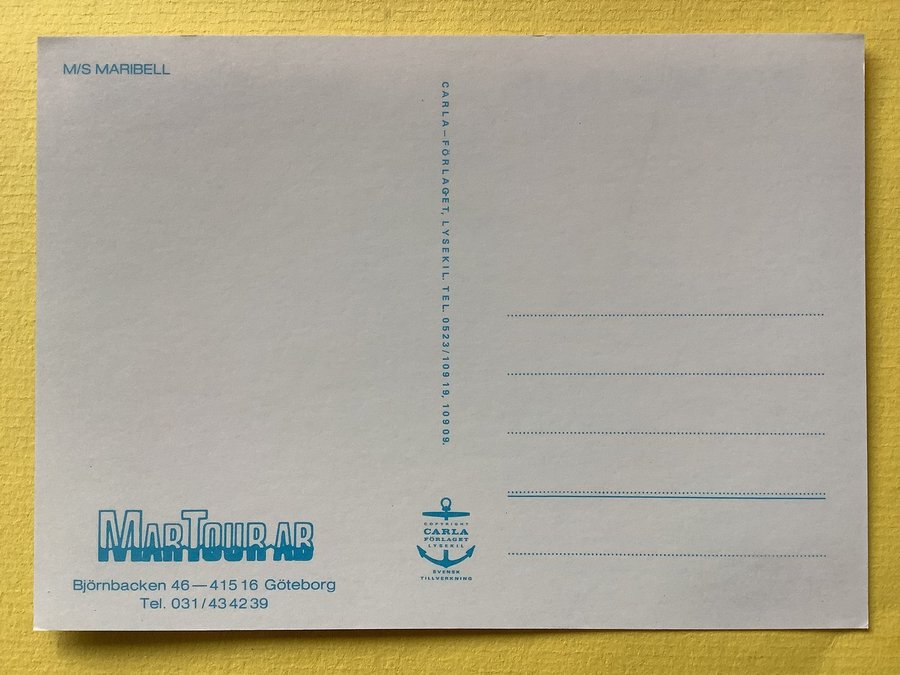 M/S MARIBELL
CARLA–FÖRLAGET, LYSEKIL. TEL. 0523/109 19, 109 09.
MARTOUR AB
Björnbacken 46 — 415 16 Göteborg
Tel. 031/43 42 39
COPYRIGHT
CARLA
FÖRLAGET
LYSEKIL
SVENSK
TILLVERKNING